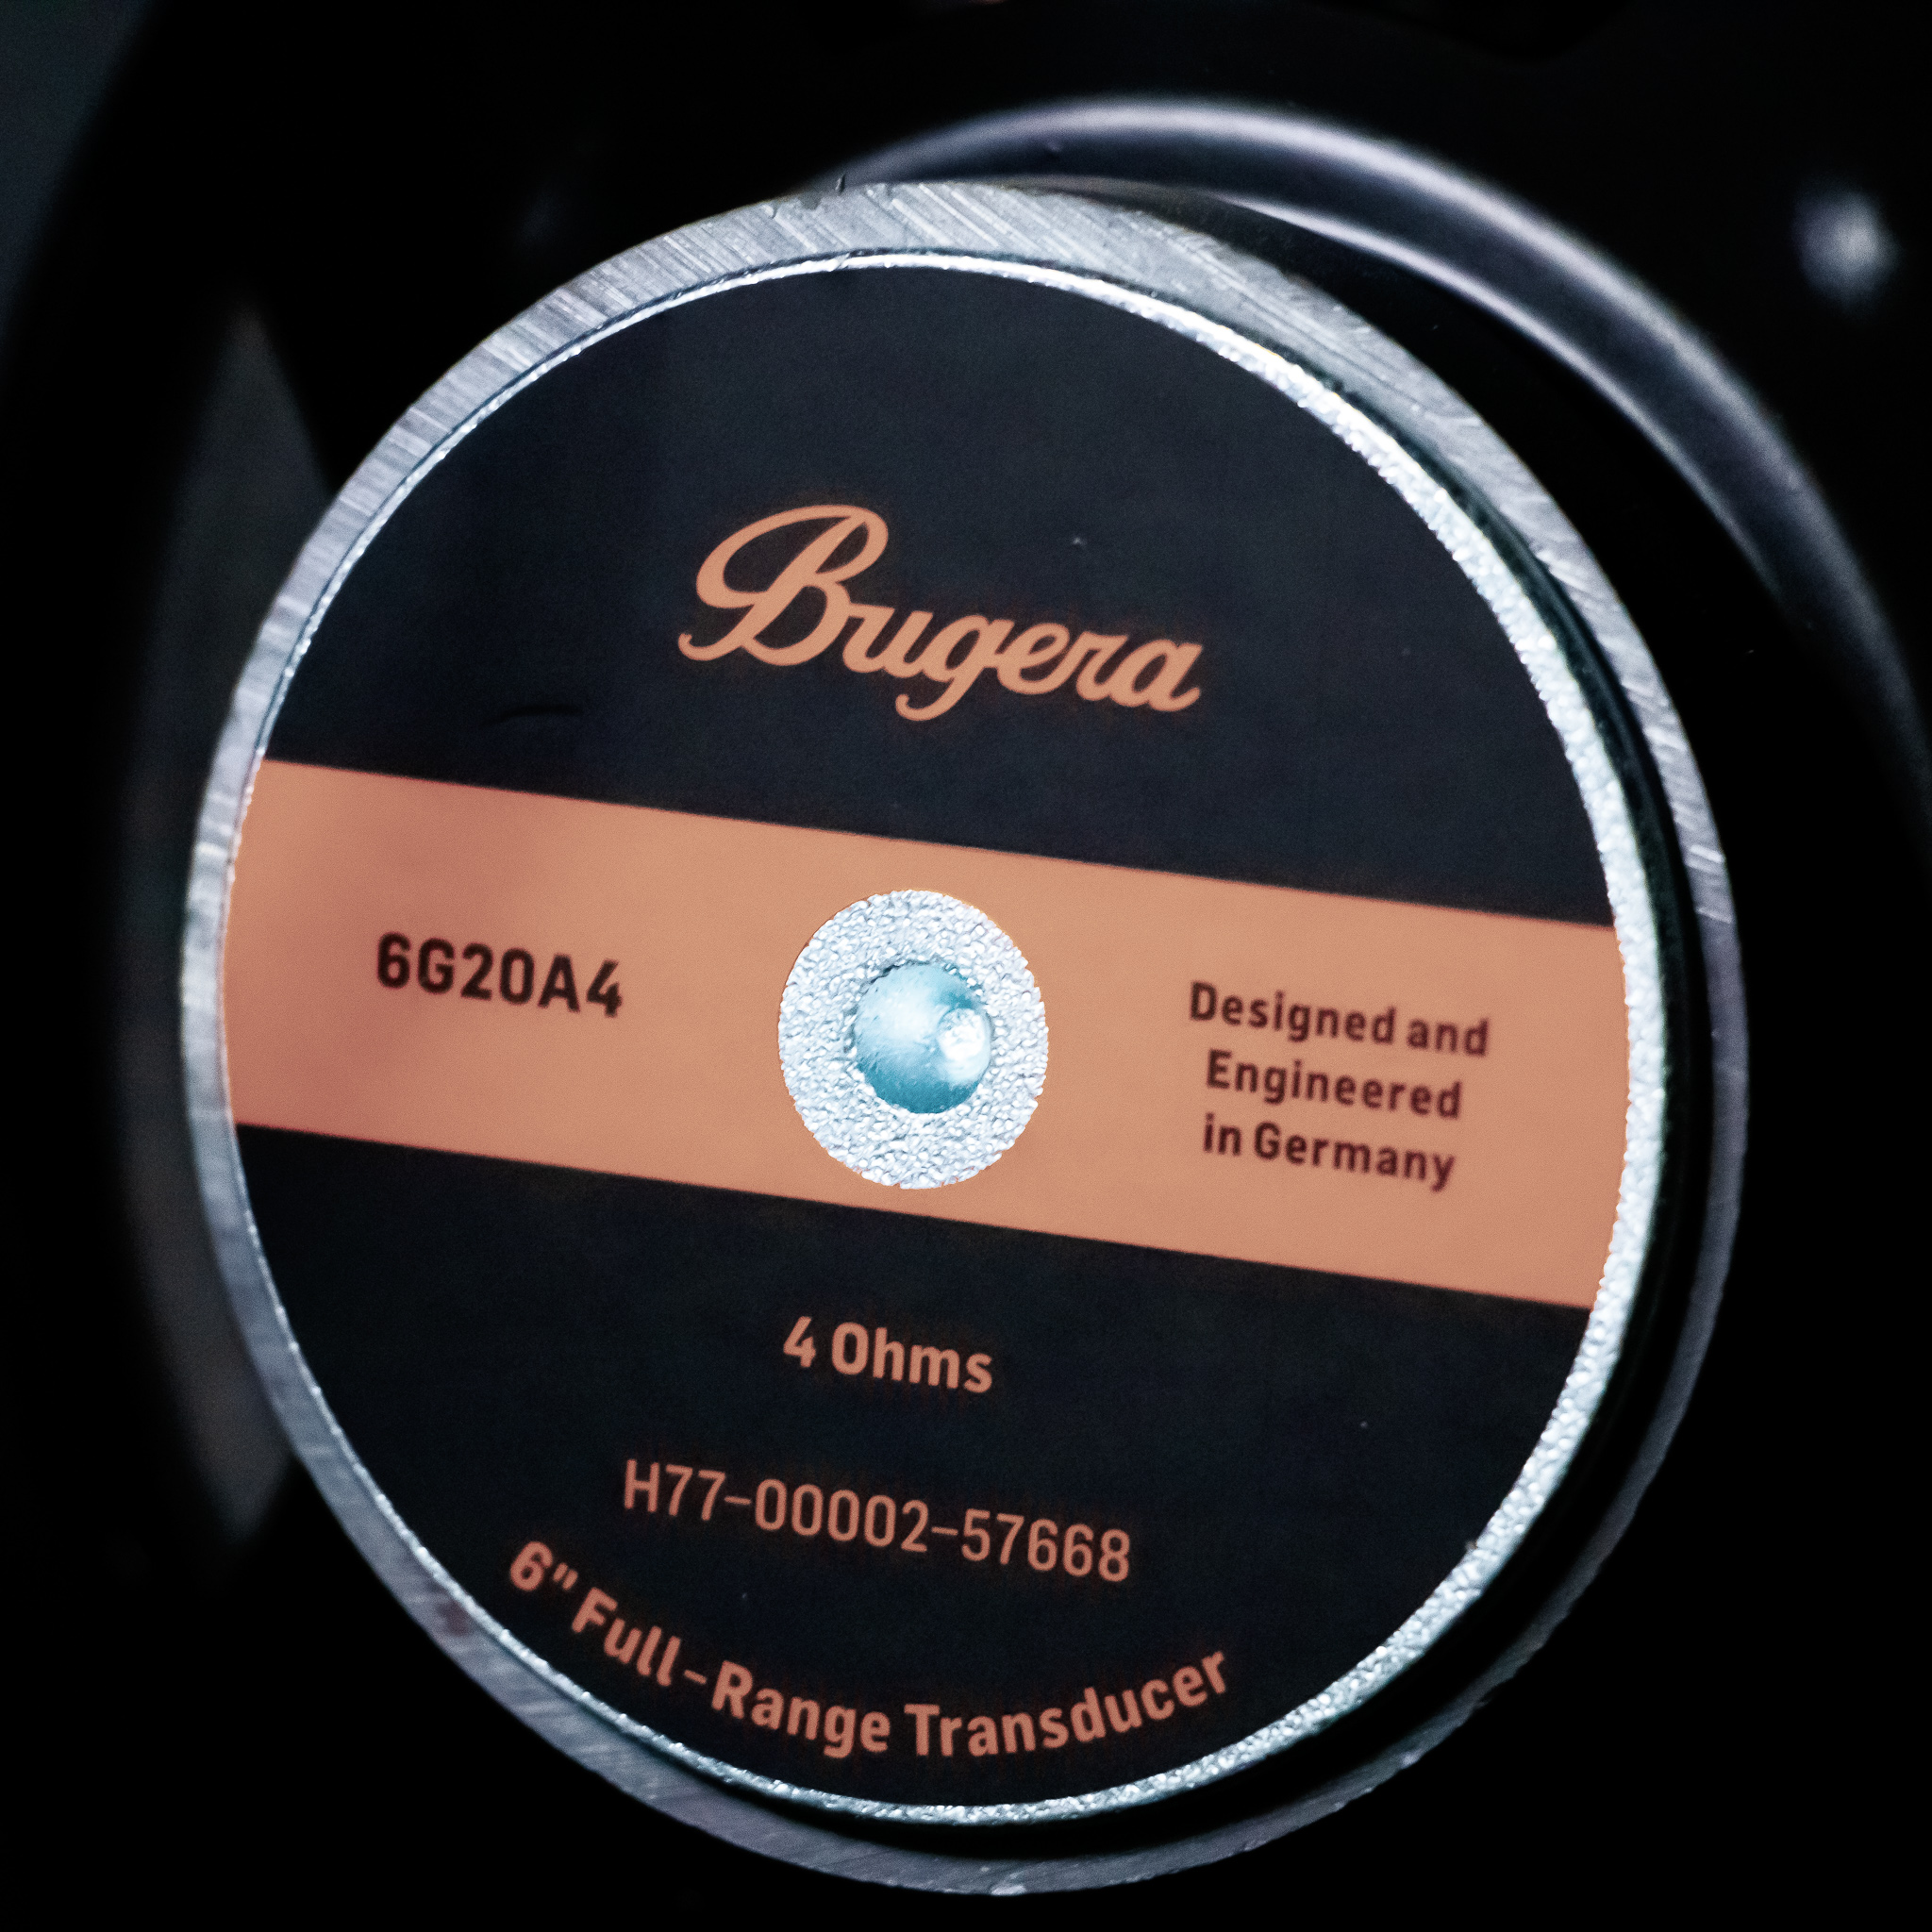 Bugera
6G20A4
Designed and
Engineered
in Germany
4 Ohms
H77-00002-57668
6" Full-Range Transducer